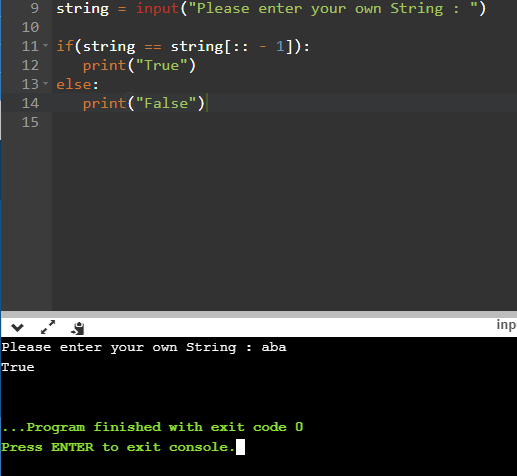 9 string = input("Please enter your own String : ")
10
11 if(string == string[:: - 1]):
12 print("True")
13 else:
14 print("False")
15
inp
Please enter your own String : aba
True
...Program finished with exit code 0
Press ENTER to exit console.